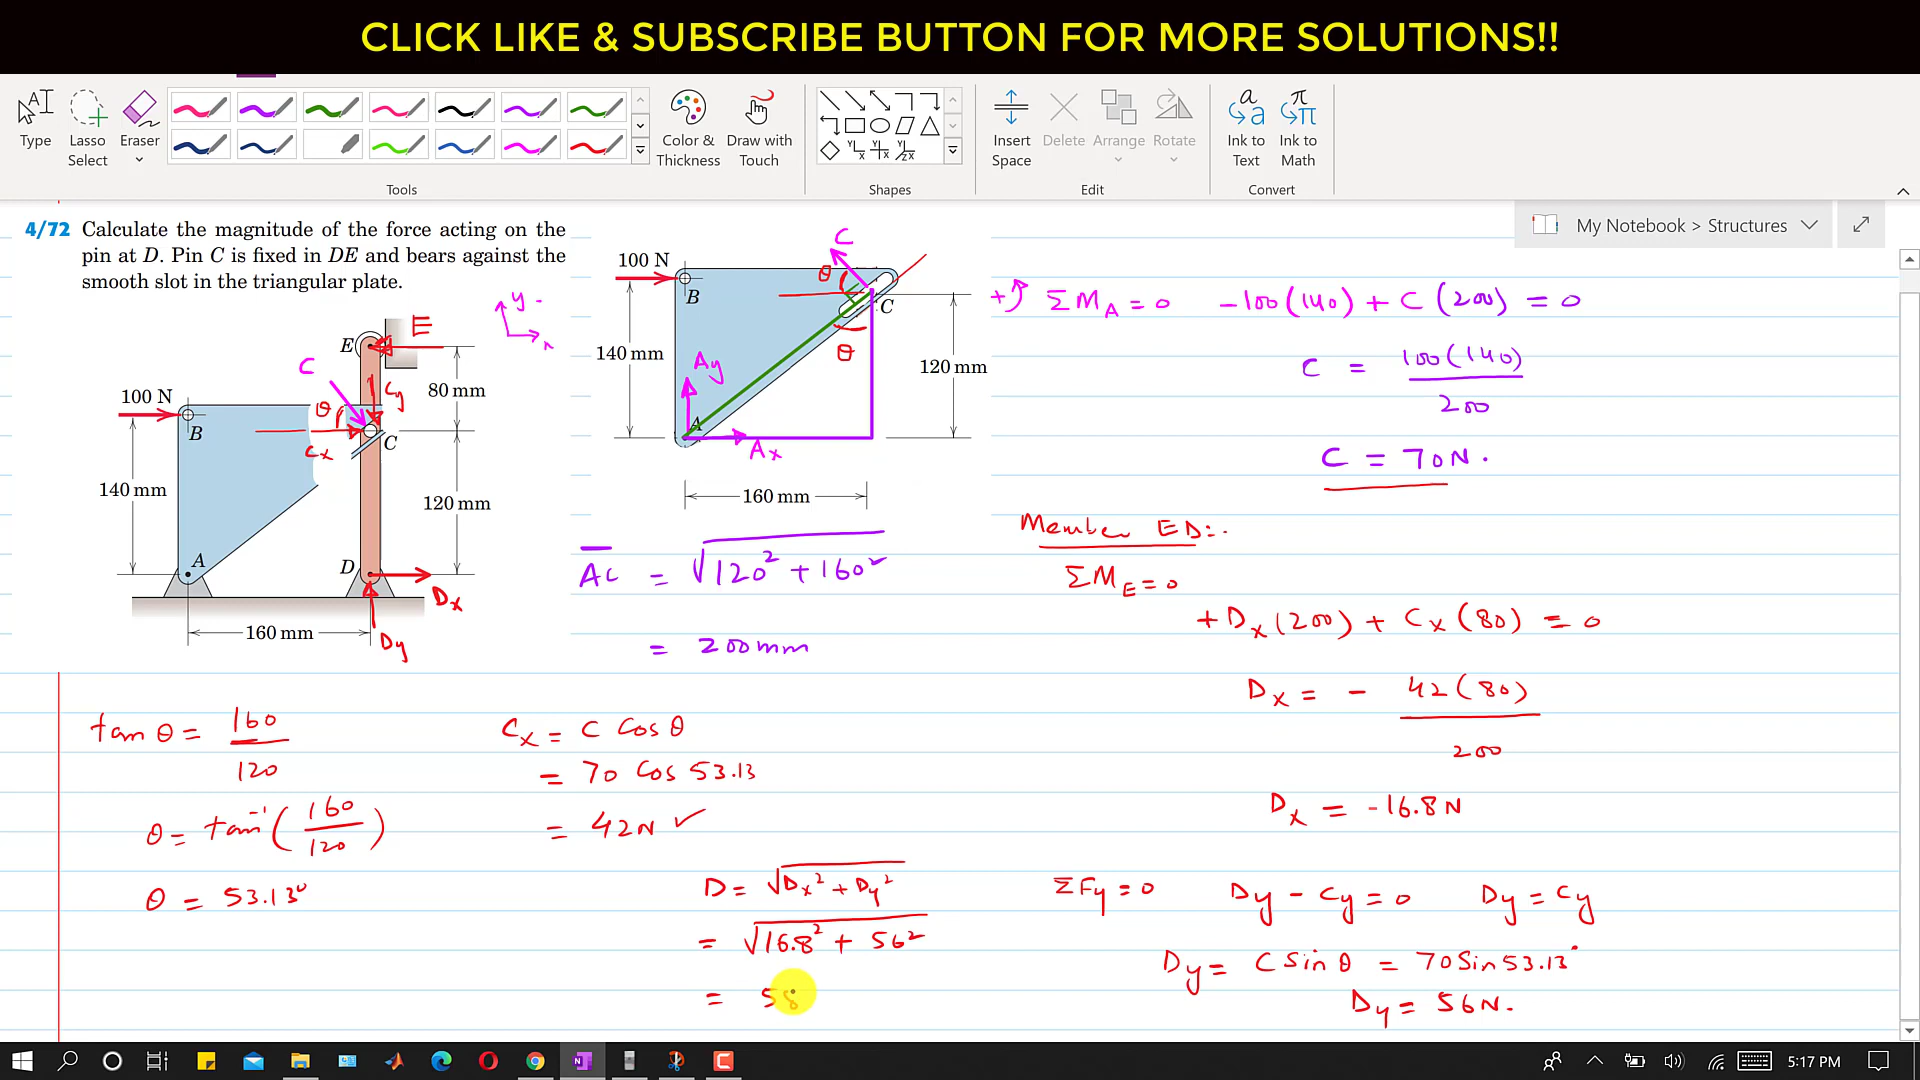 CLICK LIKE & SUBSCRIBE BUTTON FOR MORE SOLUTIONS!!
Type
Lasso Select
Eraser
Color & Thickness
Draw with Touch
Insert Space
Delete
Arrange
Rotate
Ink to Text
Ink to Math
Tools
Shapes
Edit
Convert
My Notebook > Structures
4/72 Calculate the magnitude of the force acting on the
pin at D. Pin C is fixed in DE and bears against the
smooth slot in the triangular plate.
y
x
E
E
C
Cy
80 mm
100 N
θ
B
Cx
C
140 mm
120 mm
A
D
Dx
160 mm
Dy
C
100 N
θ
B
C
140 mm
θ
Ay
120 mm
A
Ax
160 mm
AC = √120² + 160²
= 200mm
+ ΣMA = 0 -100(140) + C(200) = 0
C = 100(140)
200
C = 70N.
Member ED:-
ΣME = 0
+Dx(200) + Cx(80) = 0
Dx = - 42(80)
200
Dx = -16.8N
tan θ = 160
120
θ = tan⁻¹(160/120)
θ = 53.13°
Cx = C Cos θ
= 70 Cos 53.13
= 42N ✓
D = √Dx² + Dy²
= √16.8² + 56²
= 58
ΣFy = 0 Dy - Cy = 0 Dy = Cy
Dy = C Sin θ = 70 Sin 53.13°
Dy = 56N.
5:17 PM